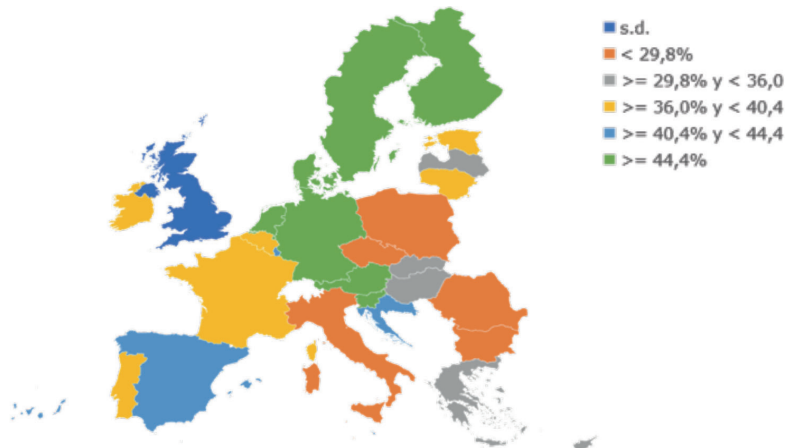 s.d.
< 29,8%
>= 29,8% y < 36,0
>= 36,0% y < 40,4
>= 40,4% y < 44,4
>= 44,4%